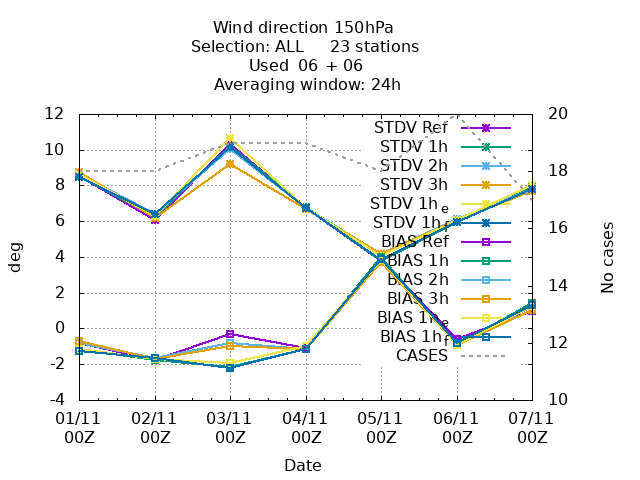 Wind direction 150hPa
Selection: ALL 23 stations
Used 06 + 06
Averaging window: 24h
deg
No cases
12
10
8
6
4
2
0
-2
-4
20
18
16
14
12
10
STDV Ref
STDV 1h
STDV 2h
STDV 3h
STDV 1h_e
STDV 1h_f
BIAS Ref
BIAS 1h
BIAS 2h
BIAS 3h
BIAS 1h_e
BIAS 1h_f
CASES
01/11 02/11 03/11 04/11 05/11 06/11 07/11
00Z 00Z 00Z 00Z 00Z 00Z 00Z
Date